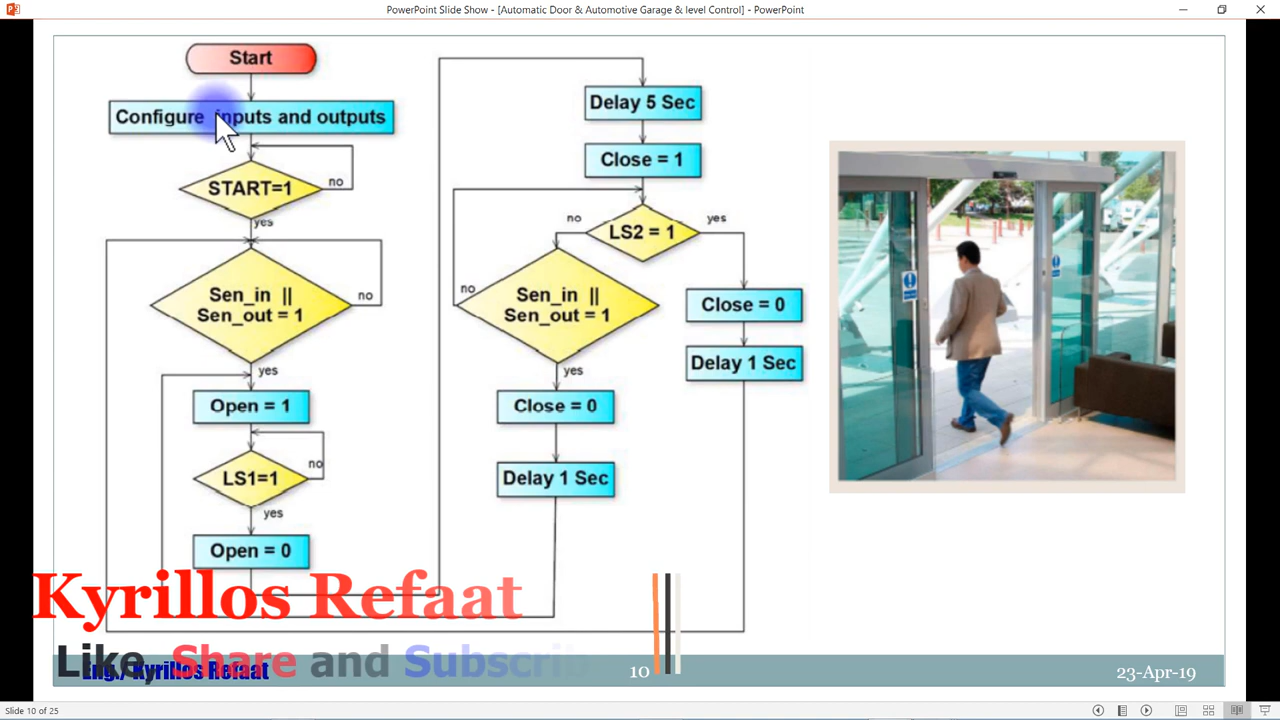 PowerPoint Slide Show - [Automatic Door & Automotive Garage & level Control] - PowerPoint
Start
Configure inputs and outputs
START=1
no
yes
Sen_in ||
Sen_out = 1
no
yes
Open = 1
LS1=1
no
yes
Open = 0
Delay 5 Sec
Close = 1
LS2 = 1
no
yes
Sen_in ||
Sen_out = 1
no
yes
Close = 0
Delay 1 Sec
Close = 0
Delay 1 Sec
Kyrillos Refaat
Like, Share and Subscrib
Eng./ Kyrillos Refaat
10
23-Apr-19
Slide 10 of 25